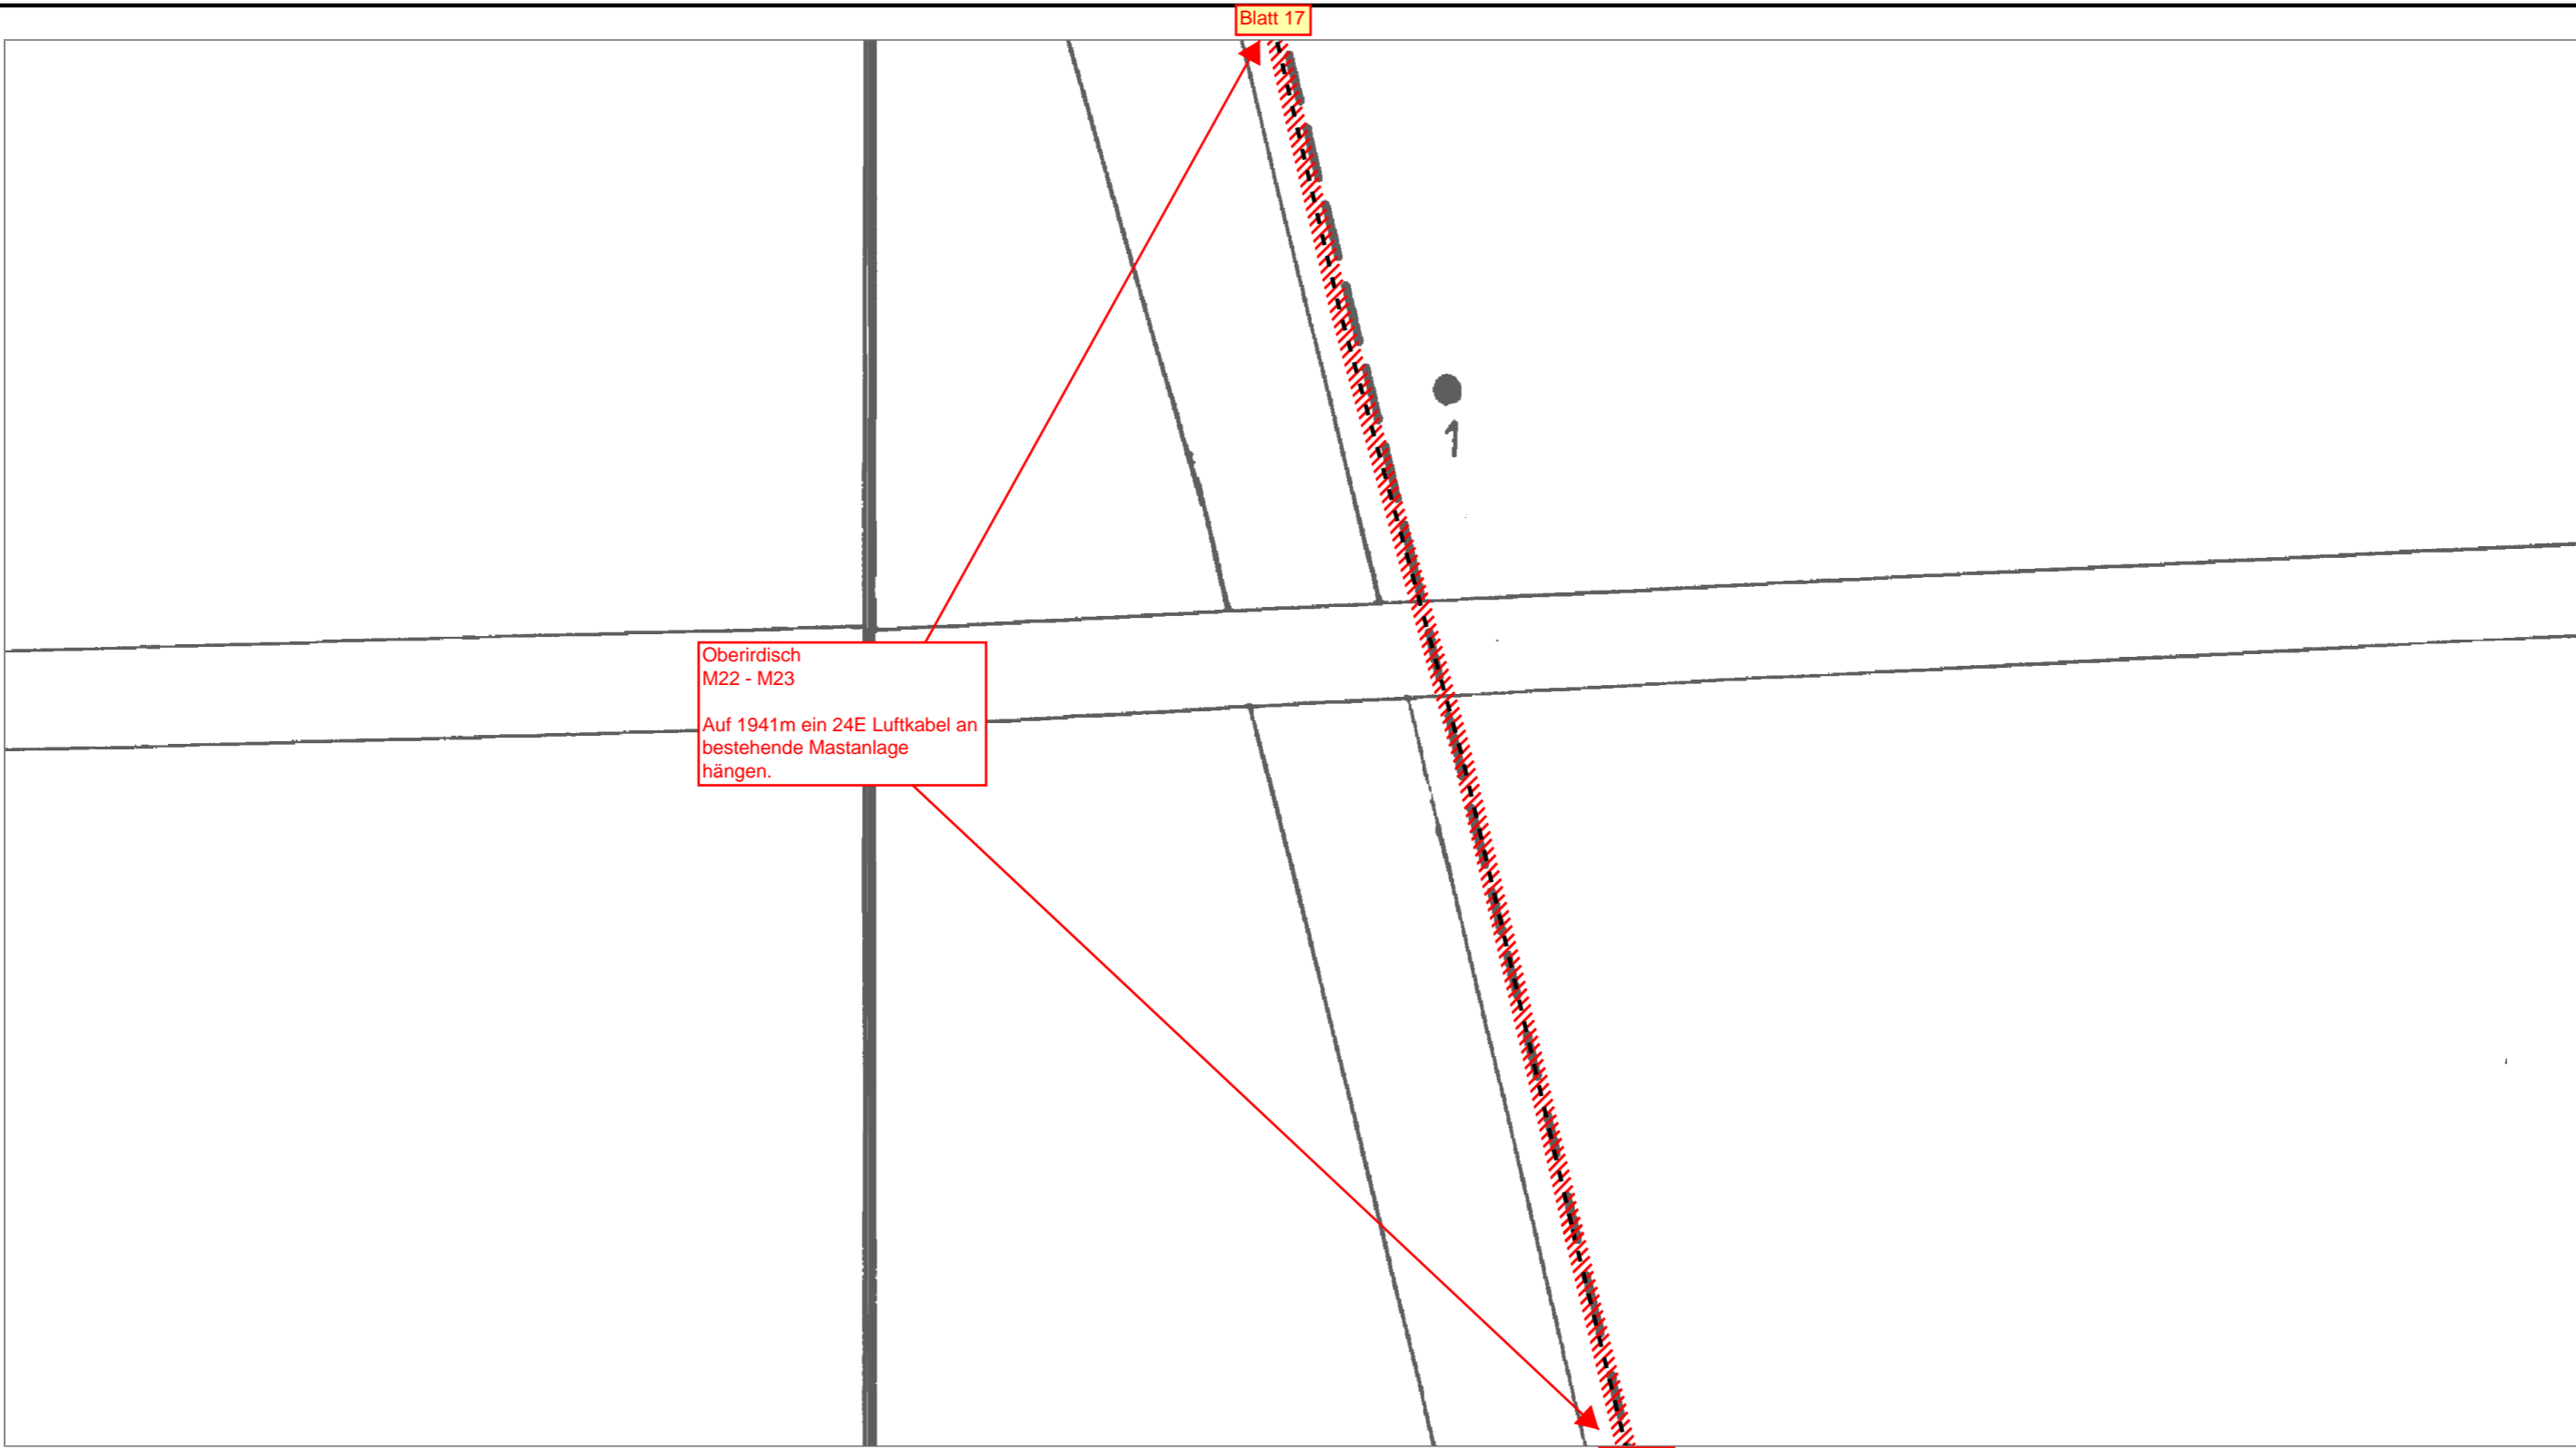 Blatt 17
1
Oberirdisch
M22 - M23
Auf 1941m ein 24E Luftkabel an
bestehende Mastanlage
hängen.